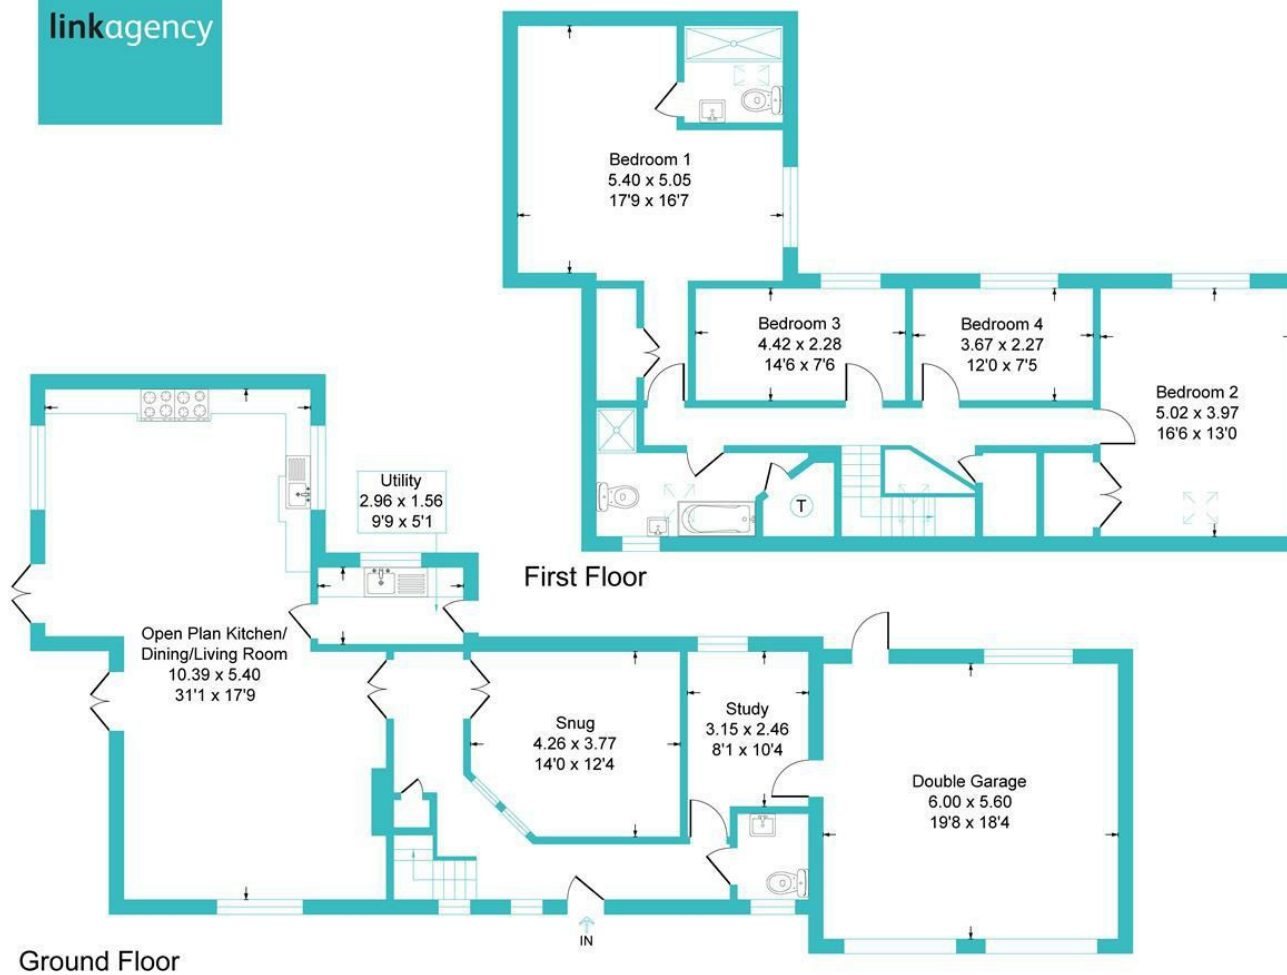 linkagency
Bedroom 1
5.40 x 5.05
17'9 x 16'7
Bedroom 3
4.42 x 2.28
14'6 x 7'6
Bedroom 4
3.67 x 2.27
12'0 x 7'5
Bedroom 2
5.02 x 3.97
16'6 x 13'0
T
First Floor
Utility
2.96 x 1.56
9'9 x 5'1
Open Plan Kitchen/
Dining/Living Room
10.39 x 5.40
31'1 x 17'9
Snug
4.26 x 3.77
14'0 x 12'4
Study
3.15 x 2.46
8'1 x 10'4
Double Garage
6.00 x 5.60
19'8 x 18'4
IN
Ground Floor